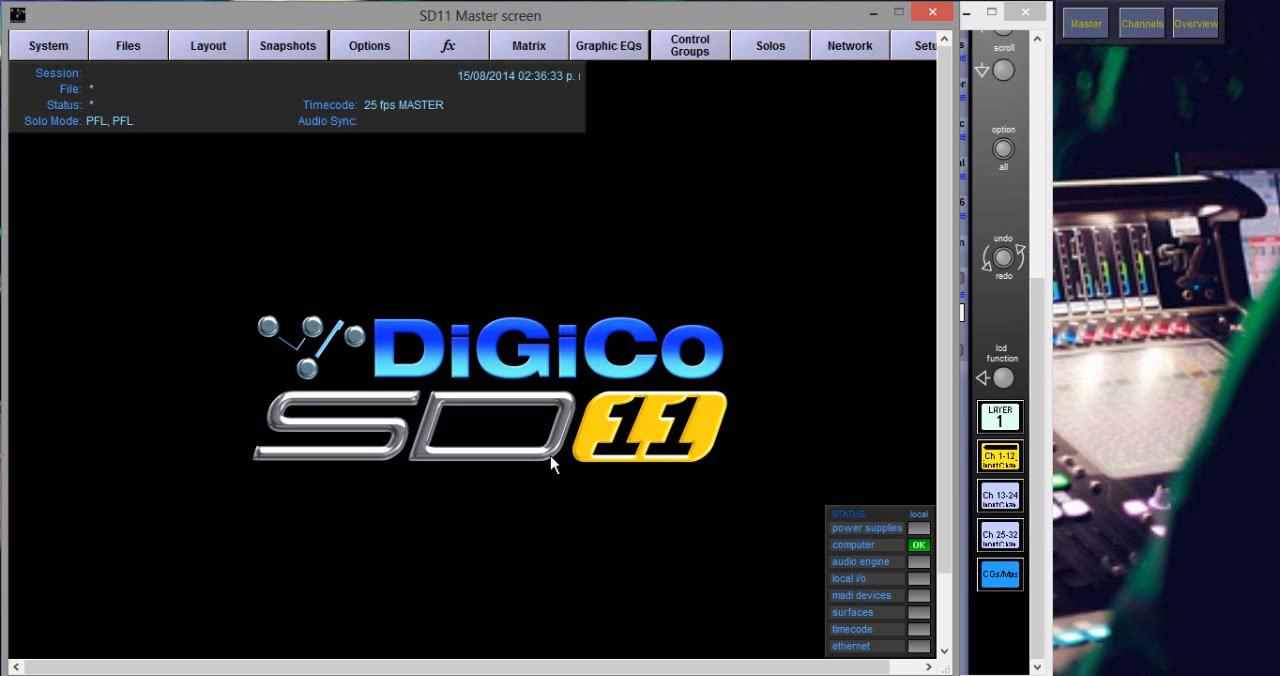 SD11 Master screen
System Files Layout Snapshots Options fx Matrix Graphic EQs Control Groups Solos Network
Session:
15/08/2014 02:36:33 p.
File: *
Status: *
Timecode: 25 fps MASTER
Solo Mode: PFL, PFL
Audio Sync:
DiGiCo
SD11
STATUS local
power supplies
computer OK
audio engine
local i/o
madi devices
surfaces
timecode
ethernet
scroll
option
all
undo
redo
lcd
function
LAYER
1
Ch 1-12
Ch 13-24
Ch 25-32
CGs/Mas
Master Channels Overview